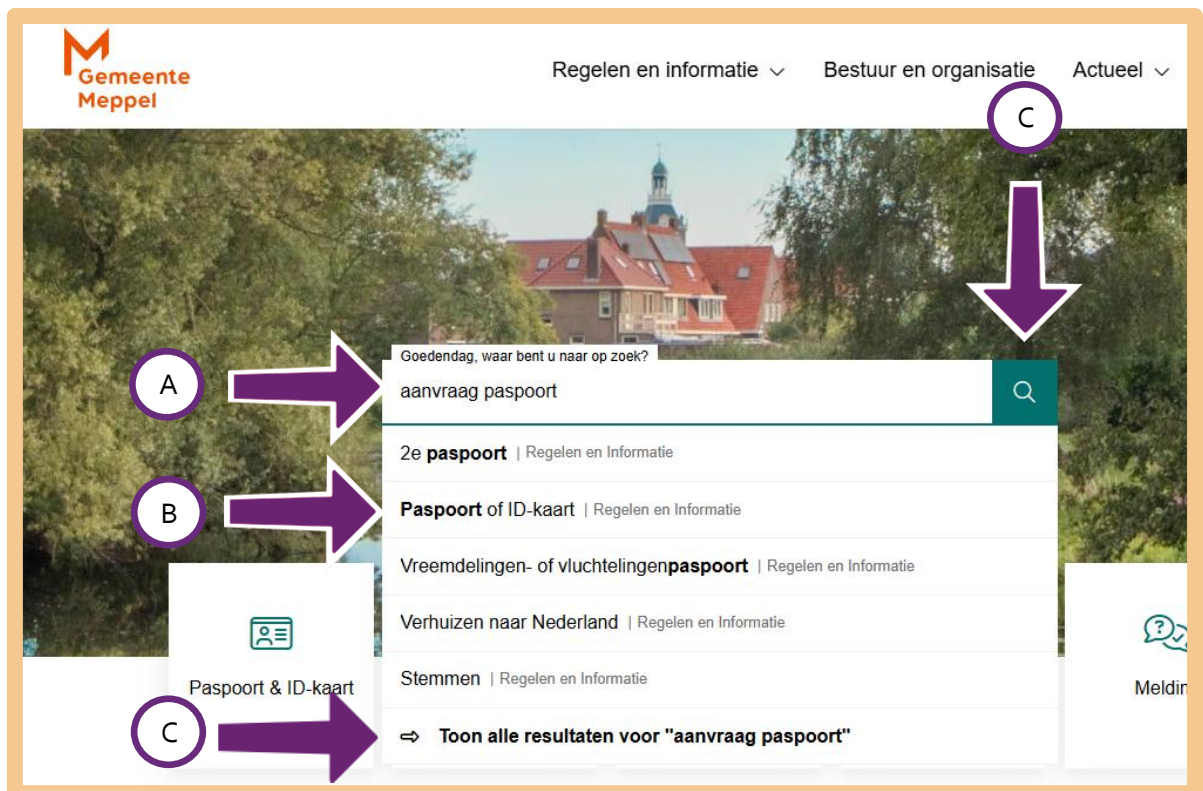 Gemeente
Meppel
Regelen en informatie
Bestuur en organisatie
Actueel
C
A
Goedendag, waar bent u naar op zoek?
aanvraag paspoort
2e paspoort | Regelen en Informatie
B
Paspoort of ID-kaart | Regelen en Informatie
Vreemdelingen- of vluchtelingenpaspoort | Regelen en Informatie
Verhuizen naar Nederland | Regelen en Informatie
Stemmen | Regelen en Informatie
Paspoort & ID-kaart
Meldin
C
⇨ Toon alle resultaten voor "aanvraag paspoort"